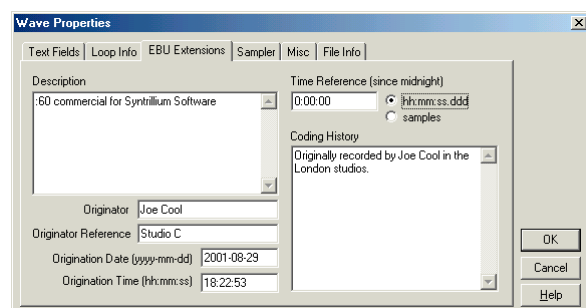 Wave Properties
Text Fields
Loop Info
EBU Extensions
Sampler
Misc
File Info
Description
:60 commercial for Syntrillium Software
Originator
Joe Cool
Originator Reference
Studio C
Origination Date (yyyy-mm-dd)
2001-08-29
Origination Time (hh:mm:ss)
18:22:53
Time Reference (since midnight)
0:00:00
hh:mm:ss.ddd
samples
Coding History
Originally recorded by Joe Cool in the
London studios.
OK
Cancel
Help